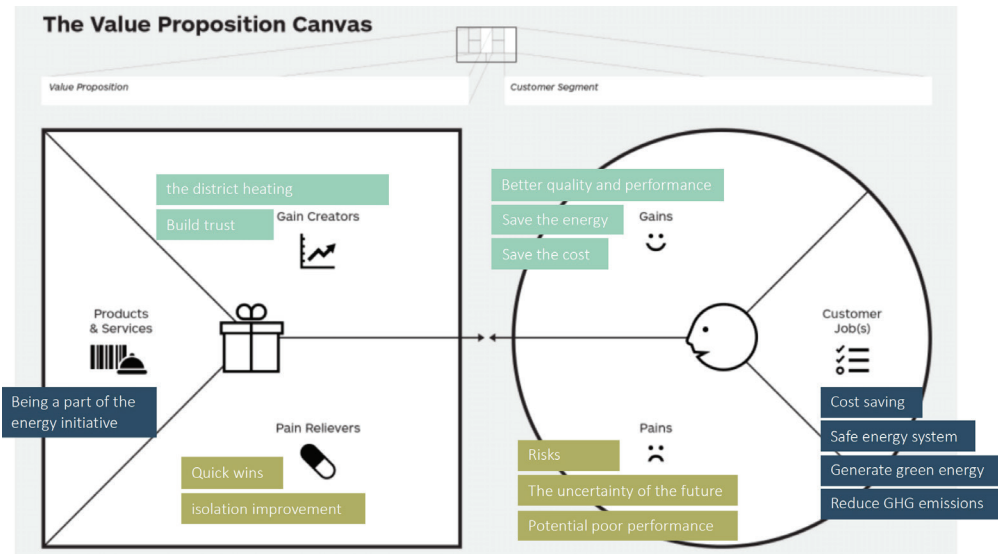 The Value Proposition Canvas
Value Proposition
Customer Segment
the district heating
Build trust
Gain Creators
Products
& Services
Being a part of the
energy initiative
Pain Relievers
Quick wins
isolation improvement
Better quality and performance
Save the energy
Save the cost
Gains
Customer
Job(s)
Cost saving
Safe energy system
Generate green energy
Reduce GHG emissions
Pains
Risks
The uncertainty of the future
Potential poor performance